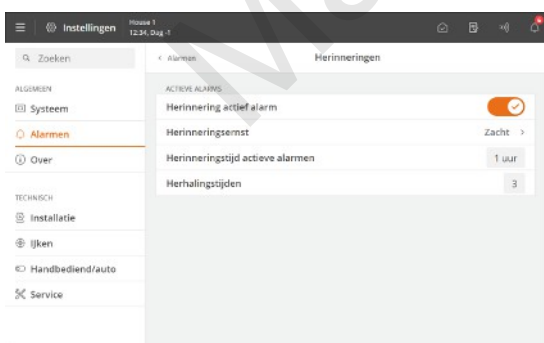 Instellingen
House 1
12:34, Dag -1
Zoeken
ALGEMEEN
Systeem
Alarmen
Over
TECHNISCH
Installatie
IJken
Handbediend/auto
Service
< Alarmen
Herinneringen
ACTIEVE ALARMS
Herinnering actief alarm
Herinneringsernst
Zacht >
Herinneringstijd actieve alarmen
1 uur
Herhalingstijden
3